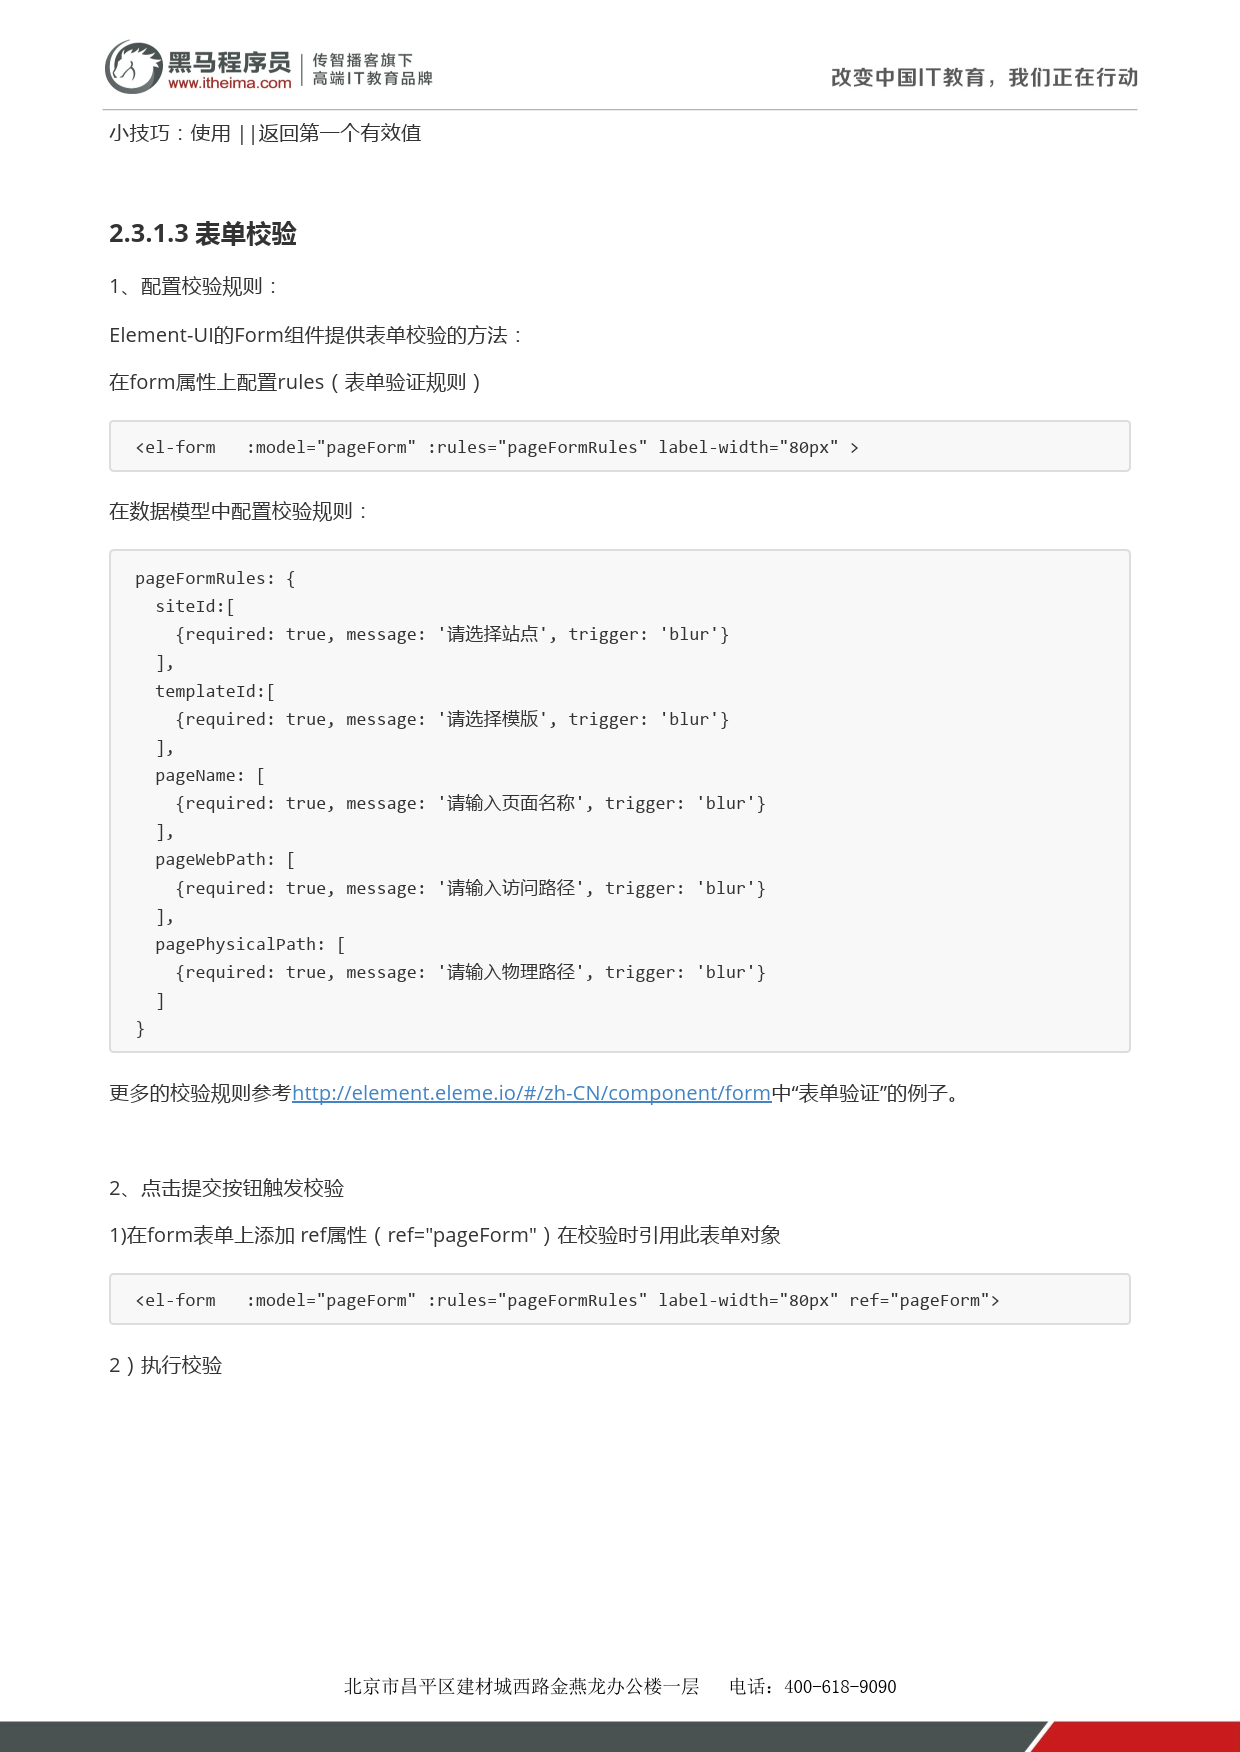 黑马程序员
www.itheima.com
传智播客旗下
高端IT教育品牌
改变中国IT教育，我们正在行动
小技巧：使用 ||返回第一个有效值
2.3.1.3 表单校验
1、配置校验规则：
Element-UI的Form组件提供表单校验的方法：
在form属性上配置rules（表单验证规则）
<el-form   :model="pageForm" :rules="pageFormRules" label-width="80px" >
在数据模型中配置校验规则：
pageFormRules: {
  siteId:[
    {required: true, message: '请选择站点', trigger: 'blur'}
  ],
  templateId:[
    {required: true, message: '请选择模版', trigger: 'blur'}
  ],
  pageName: [
    {required: true, message: '请输入页面名称', trigger: 'blur'}
  ],
  pageWebPath: [
    {required: true, message: '请输入访问路径', trigger: 'blur'}
  ],
  pagePhysicalPath: [
    {required: true, message: '请输入物理路径', trigger: 'blur'}
  ]
}
更多的校验规则参考http://element.eleme.io/#/zh-CN/component/form中“表单验证”的例子。
2、点击提交按钮触发校验
1)在form表单上添加 ref属性（ref="pageForm"）在校验时引用此表单对象
<el-form   :model="pageForm" :rules="pageFormRules" label-width="80px" ref="pageForm">
2）执行校验
北京市昌平区建材城西路金燕龙办公楼一层   电话：400-618-9090